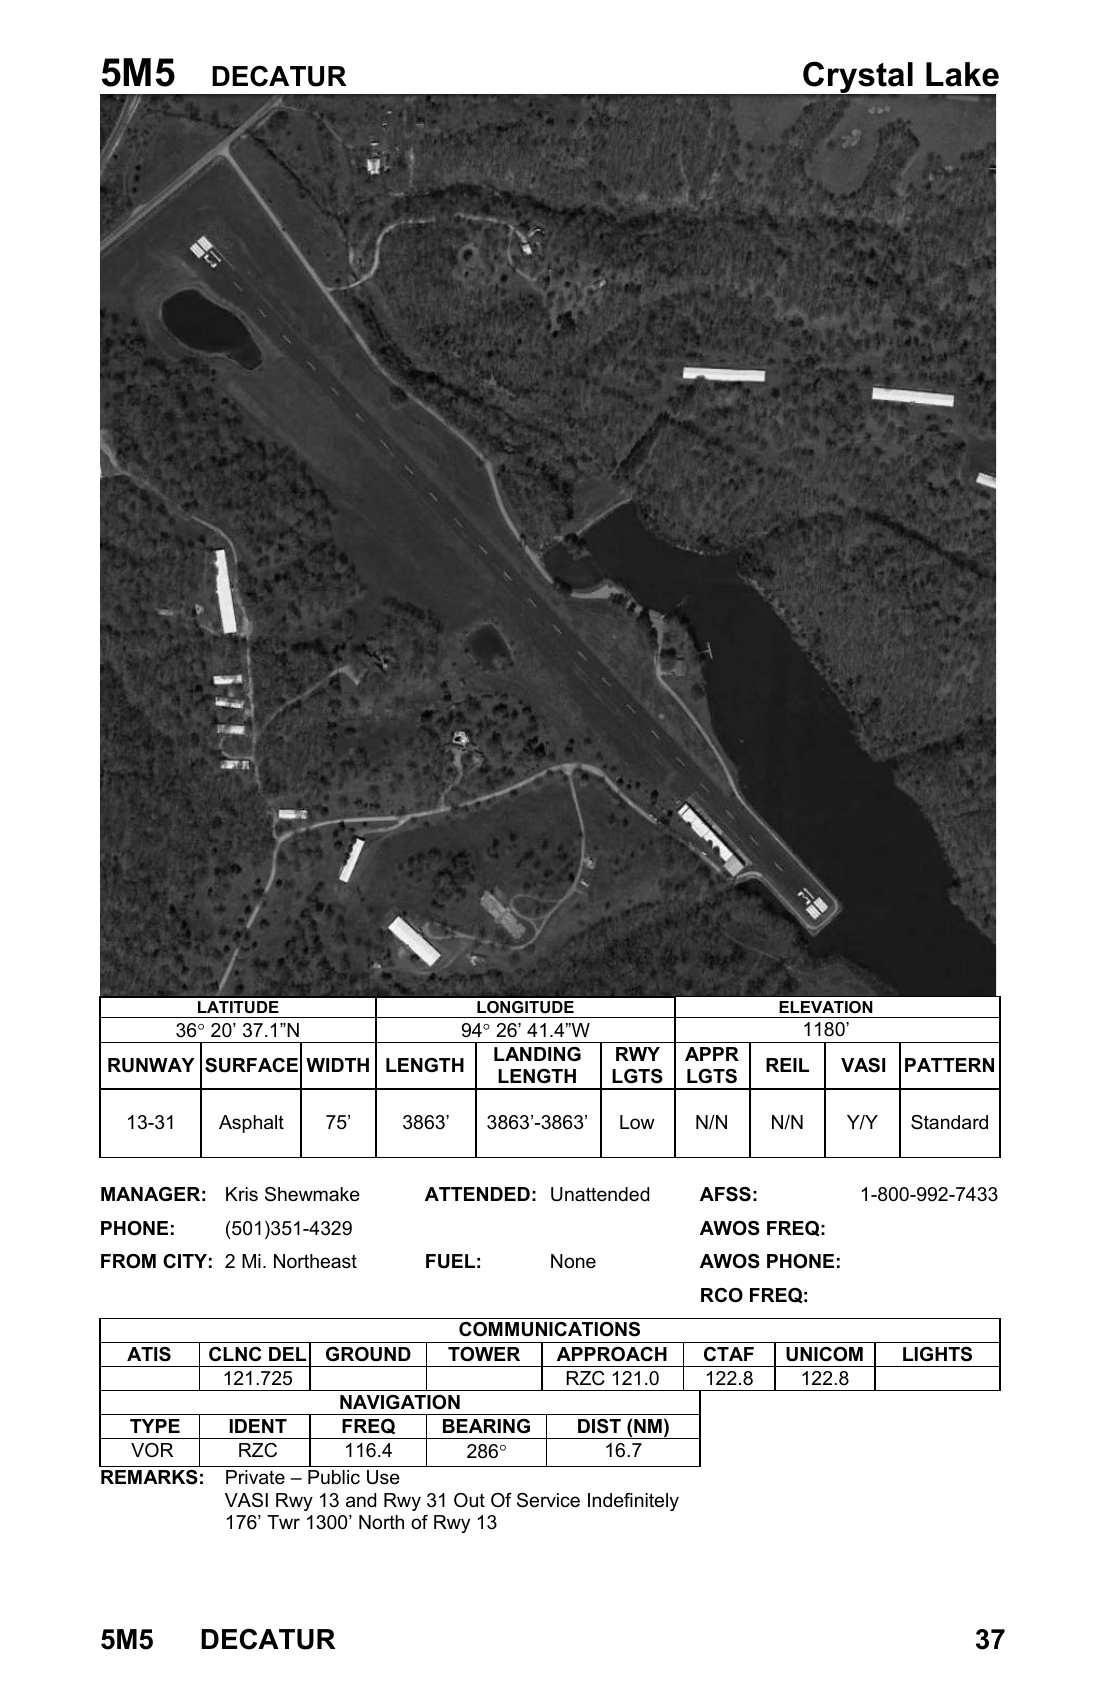 5M5 DECATUR Crystal Lake
LATITUDE LONGITUDE ELEVATION
36° 20’ 37.1”N 94° 26’ 41.4”W 1180’
RUNWAY SURFACE WIDTH LENGTH LANDING LENGTH RWY LGTS APPR LGTS REIL VASI PATTERN
13-31 Asphalt 75’ 3863’ 3863’-3863’ Low N/N N/N Y/Y Standard
MANAGER: Kris Shewmake ATTENDED: Unattended AFSS: 1-800-992-7433
PHONE: (501)351-4329 AWOS FREQ:
FROM CITY: 2 Mi. Northeast FUEL: None AWOS PHONE:
RCO FREQ:
COMMUNICATIONS
ATIS CLNC DEL GROUND TOWER APPROACH CTAF UNICOM LIGHTS
121.725 RZC 121.0 122.8 122.8
NAVIGATION
TYPE IDENT FREQ BEARING DIST (NM)
VOR RZC 116.4 286° 16.7
REMARKS: Private – Public Use
VASI Rwy 13 and Rwy 31 Out Of Service Indefinitely
176’ Twr 1300’ North of Rwy 13
5M5 DECATUR 37